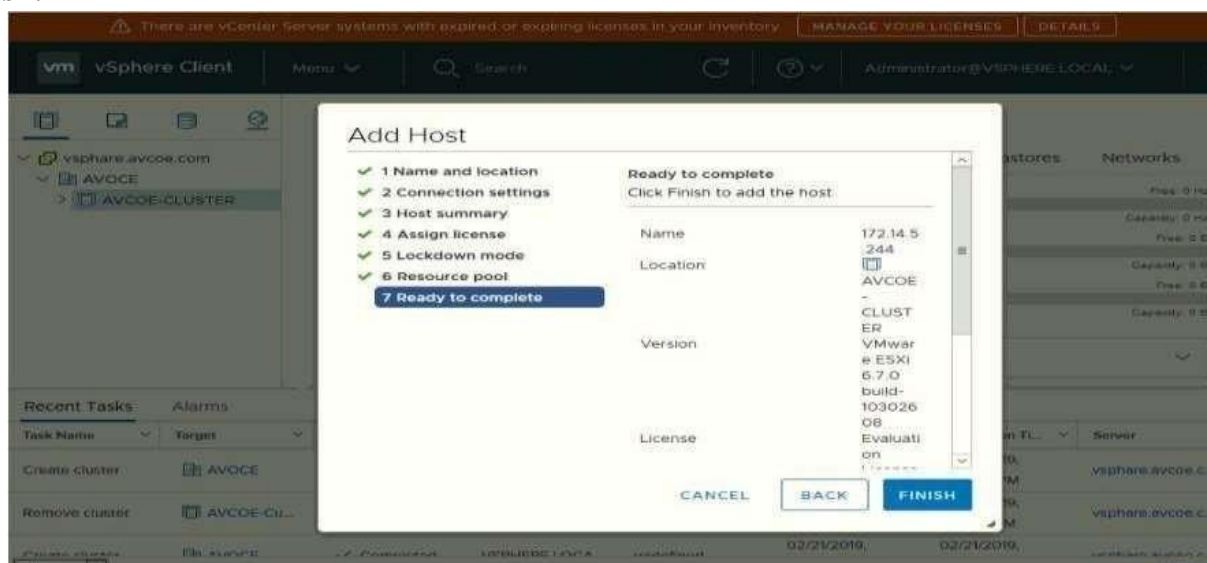 There are vCenter Server systems with expired or expiring licenses in your inventory MANAGE YOUR LICENSES DETAILS
vm vSphere Client Menu Search Administrator@VSPHERE.LOCAL
vsphare.avcoe.com
AVOCE
AVCOE-CLUSTER
Add Host
1 Name and location
2 Connection settings
3 Host summary
4 Assign license
5 Lockdown mode
6 Resource pool
7 Ready to complete
Ready to complete
Click Finish to add the host
Name
172.14.5
.244
Location
AVCOE
-
CLUST
ER
Version
VMwar
e ESXi
6.7.0
build-
103026
08
License
Evaluati
on
CANCEL BACK FINISH
astores Networks
Recent Tasks Alarms
Task Name Target Server
Create cluster AVOCE vsphare.avcoe.c
Remove cluster AVCOE-Cu... vsphare.avcoe.c
02/21/2019, 02/21/2019,